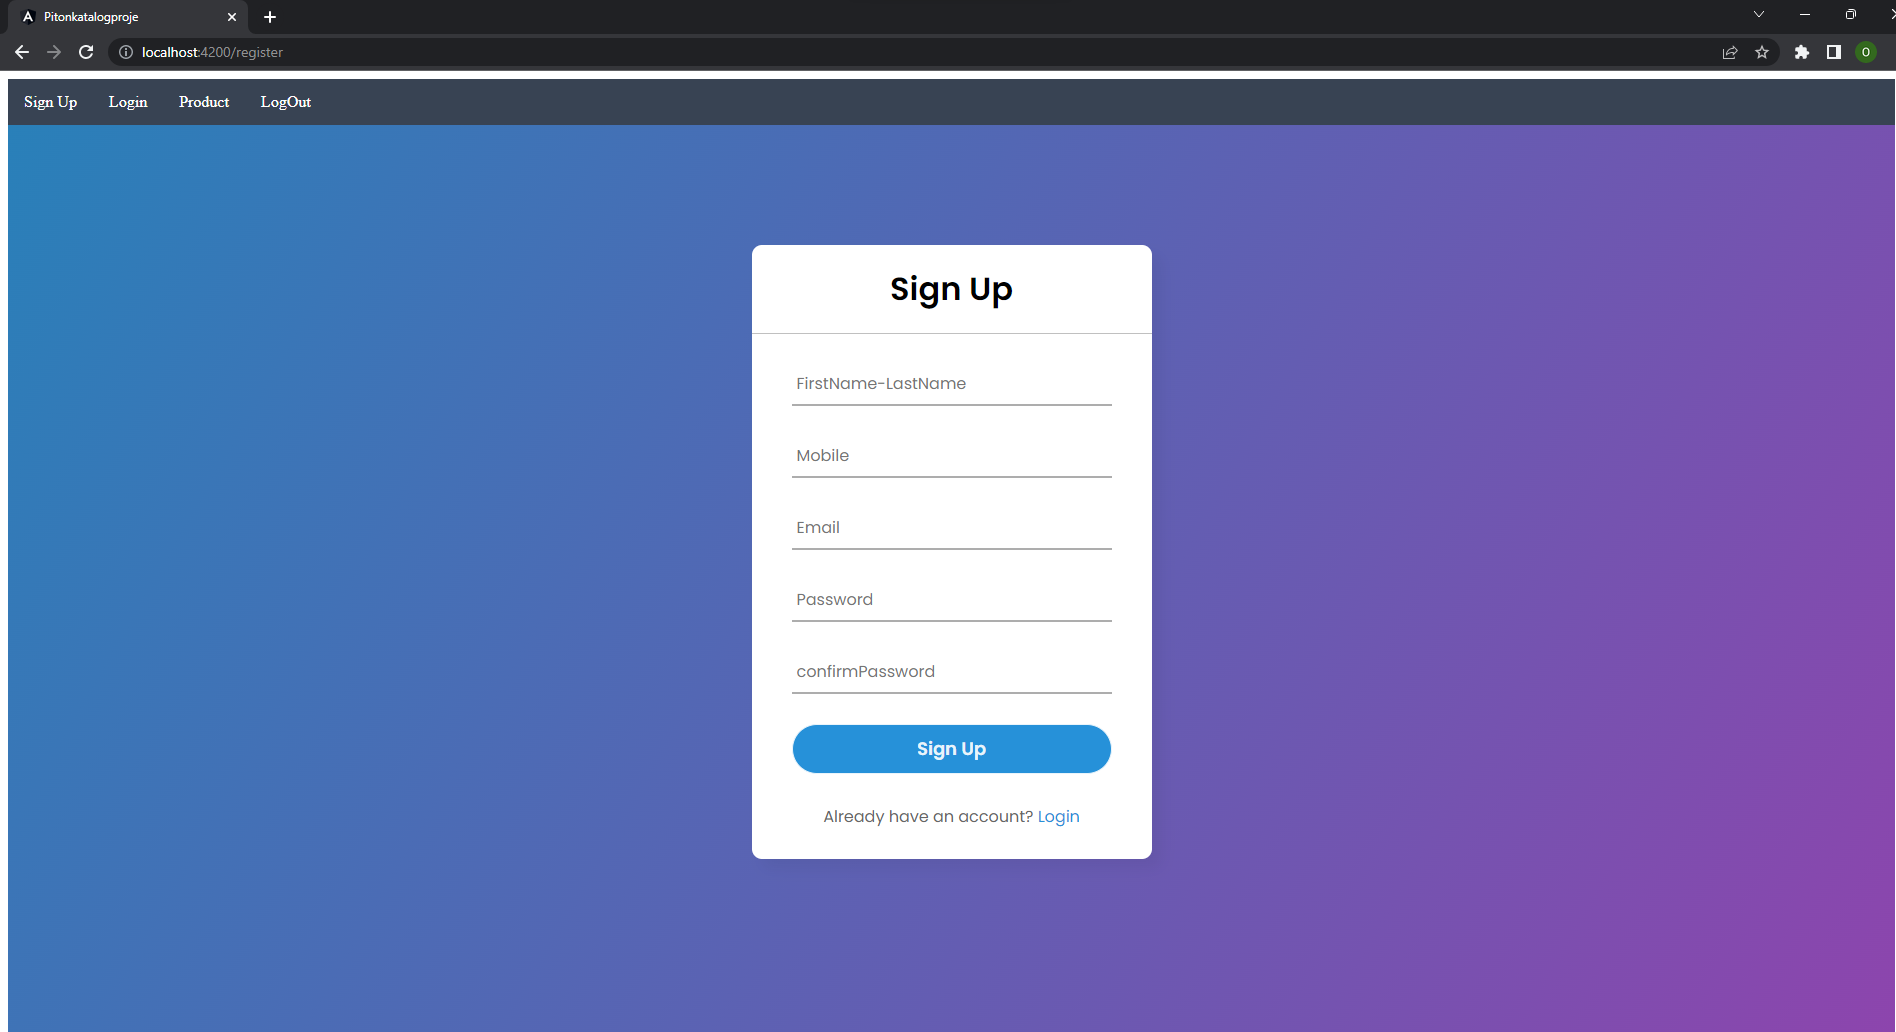 Pitonkatalogproje
localhost:4200/register
O
Sign Up Login Product LogOut
Sign Up
FirstName-LastName
Mobile
Email
Password
confirmPassword
Sign Up
Already have an account? Login